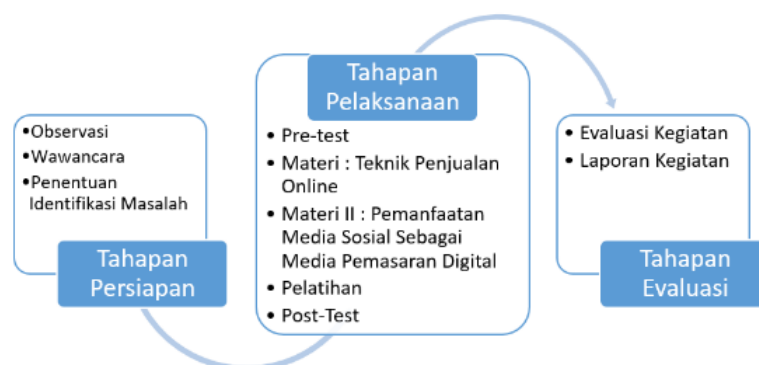 •Observasi
•Wawancara
•Penentuan
Identifikasi Masalah
Tahapan
Persiapan
Tahapan
Pelaksanaan
• Pre-test
• Materi : Teknik Penjualan
Online
• Materi II : Pemanfaatan
Media Sosial Sebagai
Media Pemasaran Digital
• Pelatihan
• Post-Test
• Evaluasi Kegiatan
• Laporan Kegiatan
Tahapan
Evaluasi